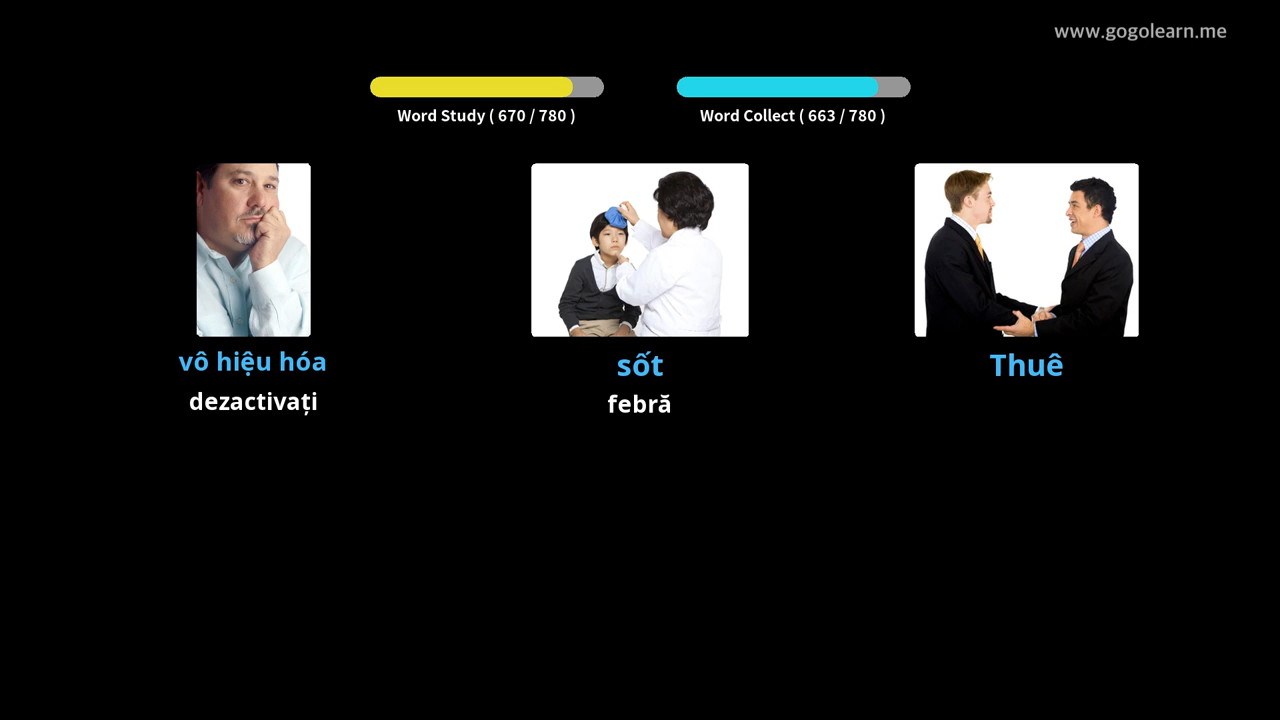 www.gogolearn.me
Word Study ( 670 / 780 )
Word Collect ( 663 / 780 )
vô hiệu hóa
dezactivați
sốt
febră
Thuê